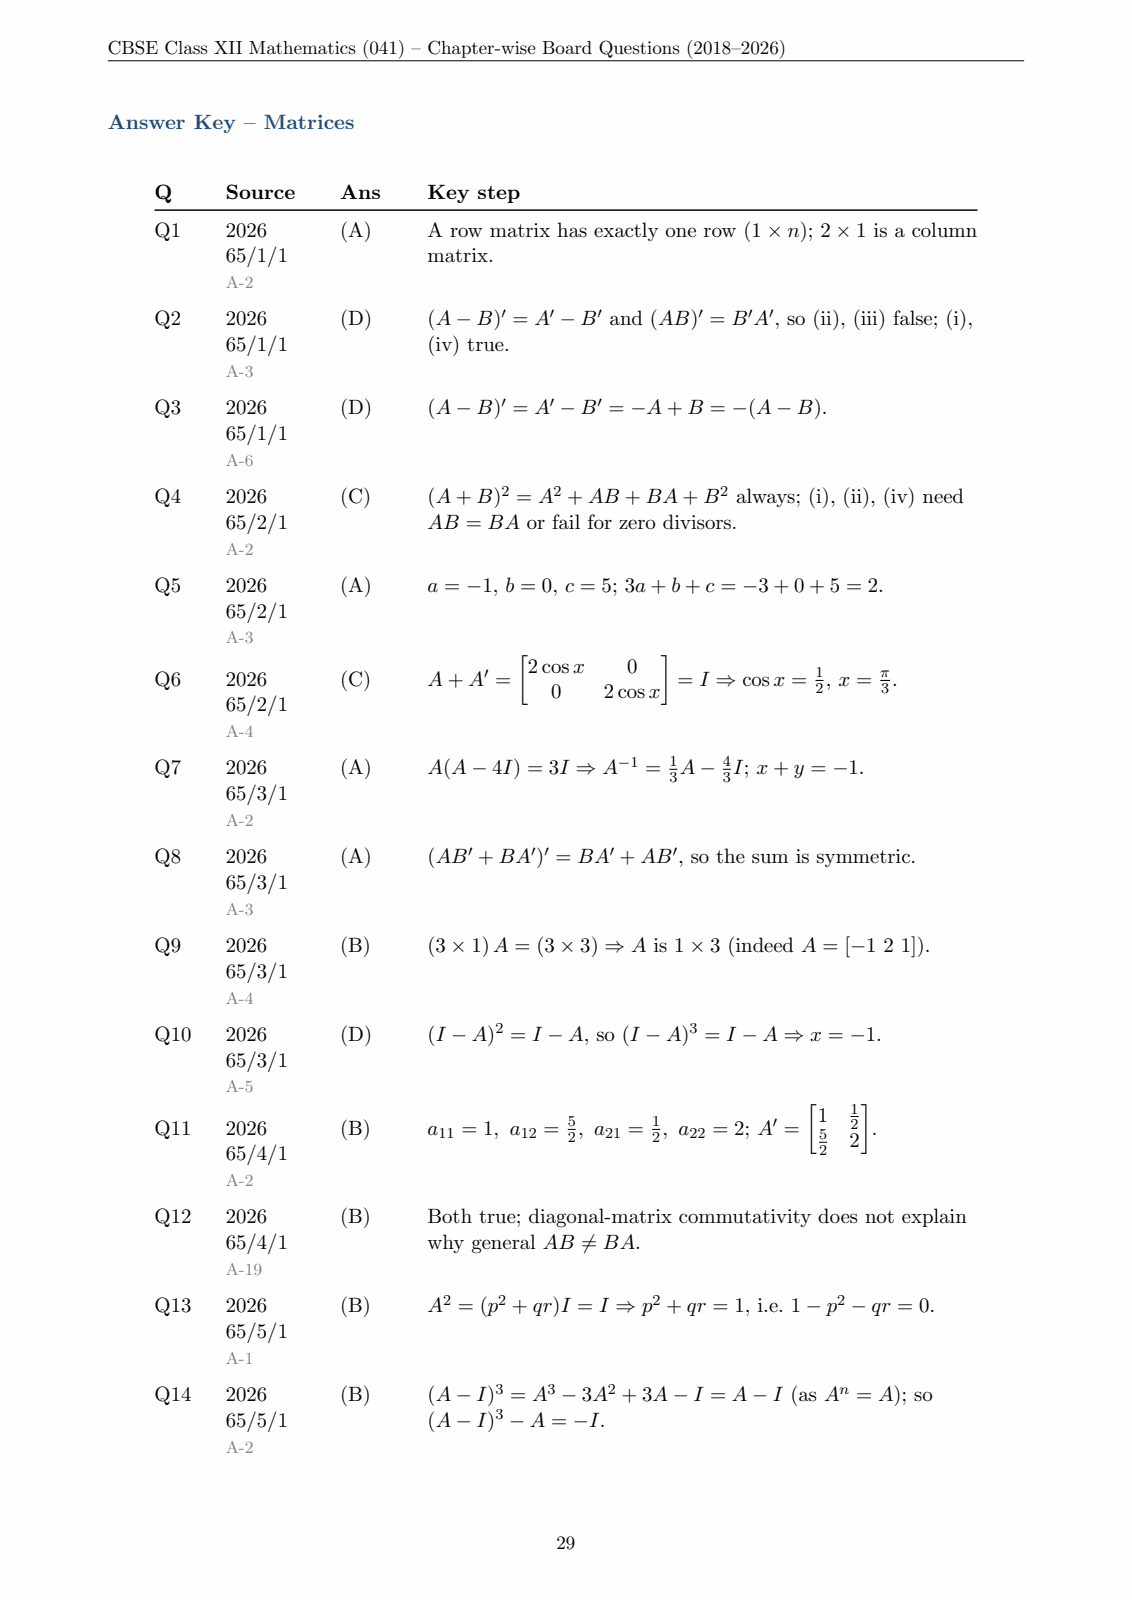 CBSE Class XII Mathematics (041) – Chapter-wise Board Questions (2018–2026)
Answer Key – Matrices
Q Source Ans Key step
Q1 2026 (A) A row matrix has exactly one row (1 × n); 2 × 1 is a column
65/1/1 matrix.
A-2
Q2 2026 (D) (A − B)′ = A′ − B′ and (AB)′ = B′A′, so (ii), (iii) false; (i),
65/1/1 (iv) true.
A-3
Q3 2026 (D) (A − B)′ = A′ − B′ = −A + B = −(A − B).
65/1/1
A-6
Q4 2026 (C) (A + B)² = A² + AB + BA + B² always; (i), (ii), (iv) need
65/2/1 AB = BA or fail for zero divisors.
A-2
Q5 2026 (A) a = −1, b = 0, c = 5; 3a + b + c = −3 + 0 + 5 = 2.
65/2/1
A-3
Q6 2026 (C) A + A′ = [2 cos x 0; 0 2 cos x] = I ⇒ cos x = 1/2, x = π/3.
65/2/1
A-4
Q7 2026 (A) A(A − 4I) = 3I ⇒ A⁻¹ = 1/3 A − 4/3 I; x + y = −1.
65/3/1
A-2
Q8 2026 (A) (AB′ + BA′)′ = BA′ + AB′, so the sum is symmetric.
65/3/1
A-3
Q9 2026 (B) (3 × 1) A = (3 × 3) ⇒ A is 1 × 3 (indeed A = [−1 2 1]).
65/3/1
A-4
Q10 2026 (D) (I − A)² = I − A, so (I − A)³ = I − A ⇒ x = −1.
65/3/1
A-5
Q11 2026 (B) a₁₁ = 1, a₁₂ = 5/2, a₂₁ = 1/2, a₂₂ = 2; A′ = [1 1/2; 5/2 2].
65/4/1
A-2
Q12 2026 (B) Both true; diagonal-matrix commutativity does not explain
65/4/1 why general AB ≠ BA.
A-19
Q13 2026 (B) A² = (p² + qr)I = I ⇒ p² + qr = 1, i.e. 1 − p² − qr = 0.
65/5/1
A-1
Q14 2026 (B) (A − I)³ = A³ − 3A² + 3A − I = A − I (as Aⁿ = A); so
65/5/1 (A − I)³ − A = −I.
A-2
29